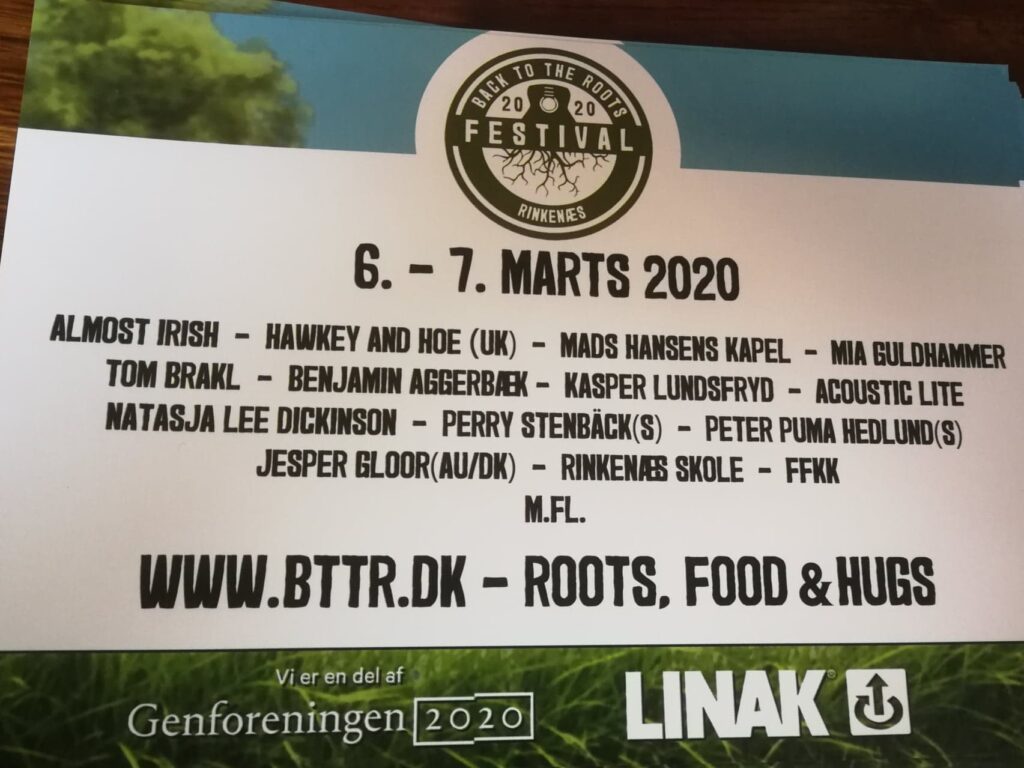 BACK TO THE ROOTS
20 20
FESTIVAL
RINKENÆS
6. – 7. MARTS 2020
ALMOST IRISH – HAWKEY AND HOE (UK) – MADS HANSENS KAPEL – MIA GULDHAMMER
TOM BRAKL – BENJAMIN AGGERBÆK – KASPER LUNDSFRYD – ACOUSTIC LITE
NATASJA LEE DICKINSON – PERRY STENBÄCK(S) – PETER PUMA HEDLUND(S)
JESPER GLOOR(AU/DK) – RINKENÆS SKOLE – FFKK
M.FL.
WWW.BTTR.DK – ROOTS, FOOD & HUGS
Vi er en del af
Genforeningen 2020
LINAK®